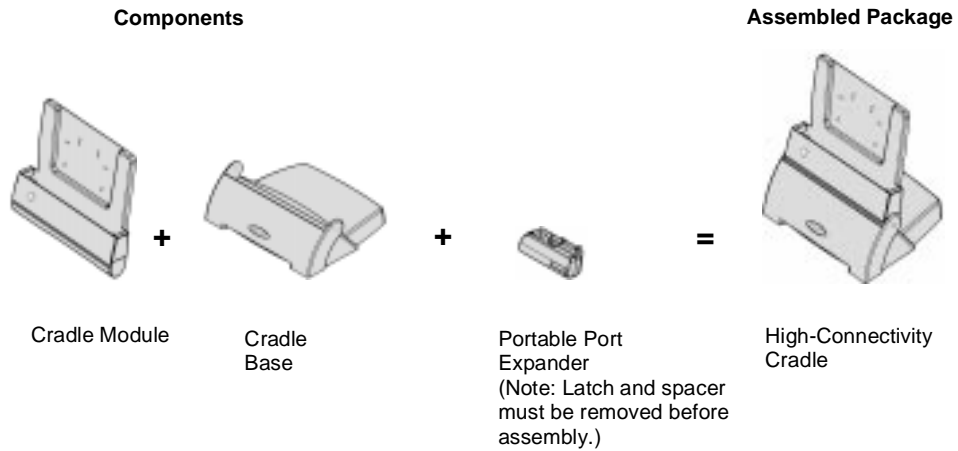 Components
Assembled Package
+
+
=
Cradle Module
Cradle
Base
Portable Port
Expander
(Note: Latch and spacer
must be removed before
assembly.)
High-Connectivity
Cradle